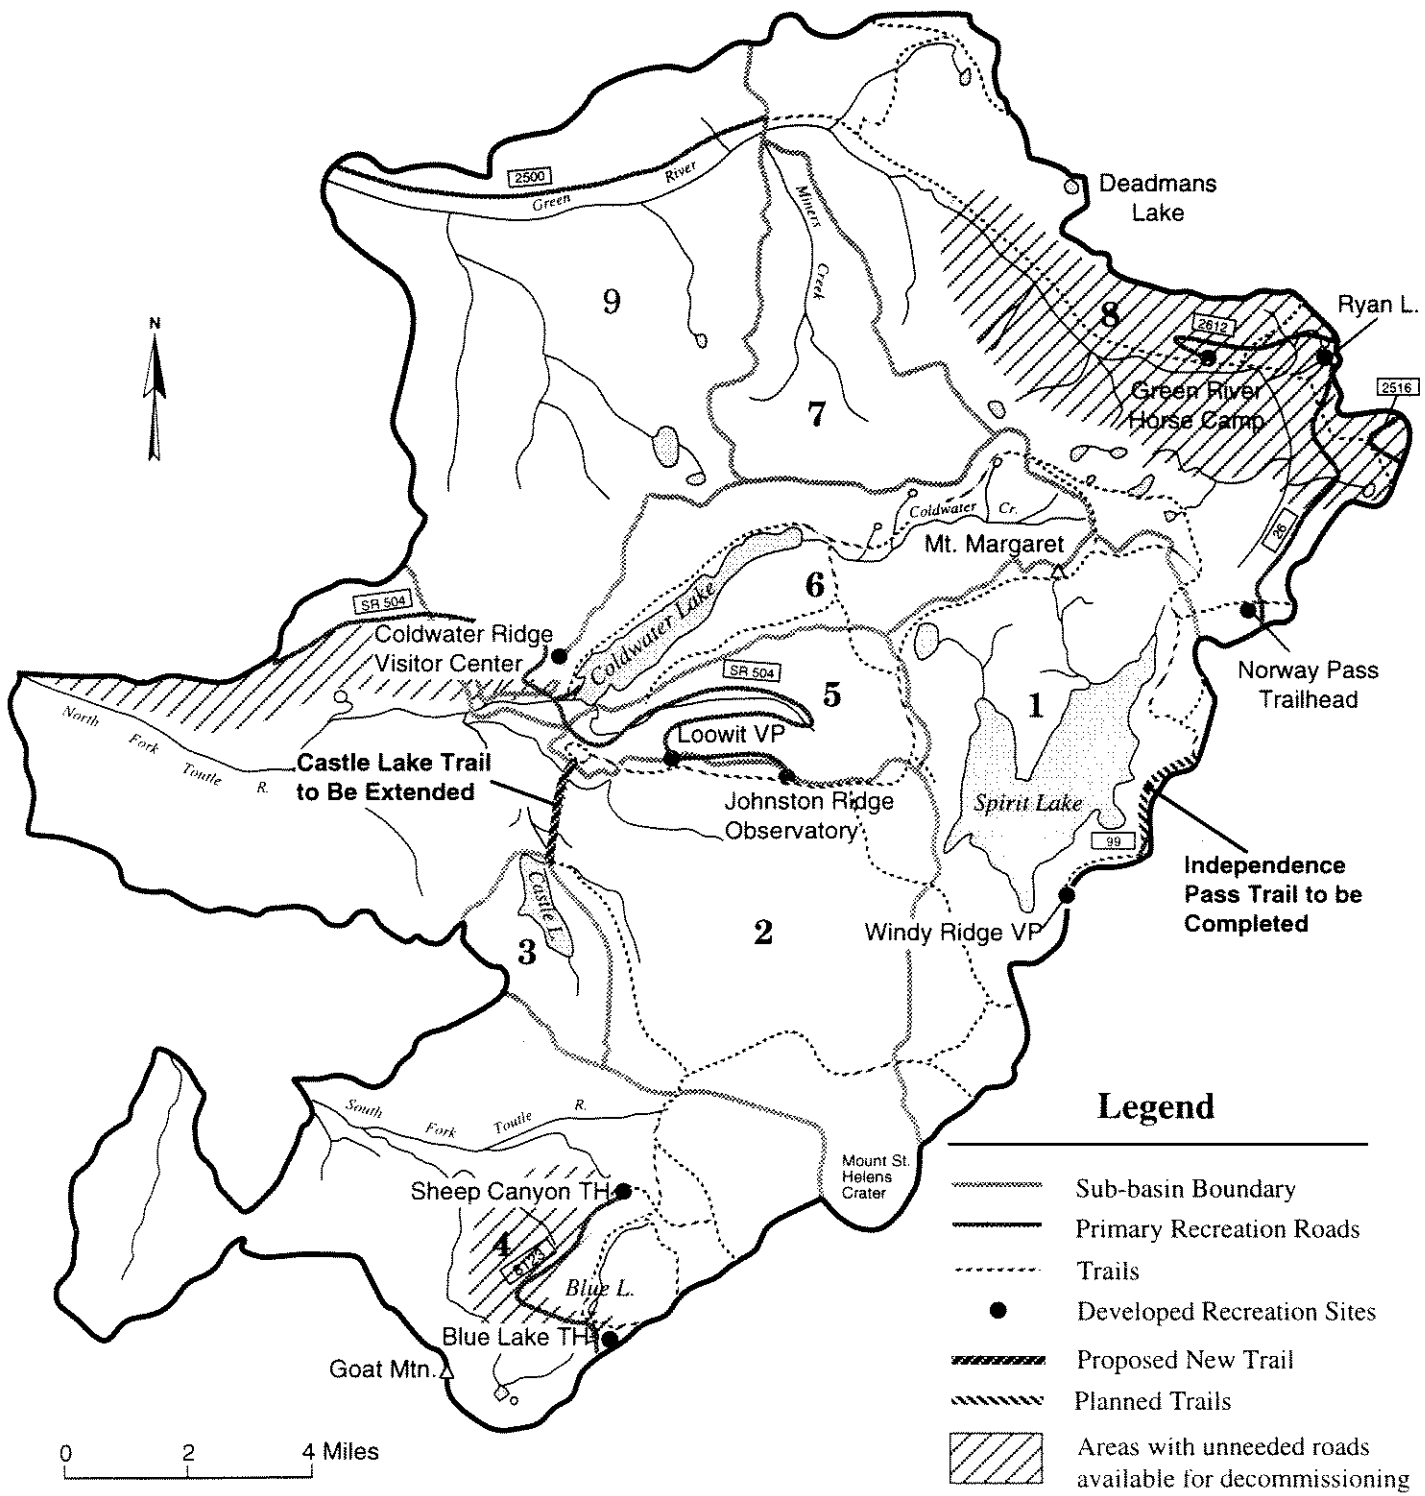 Deadmans
Lake
2500
Green
River
Miners
Creek
9
8
Ryan L.
2612
Green River
Horse Camp
2516
7
N
Coldwater Cr.
Mt. Margaret
26
6
SR 504
Coldwater Ridge
Visitor Center
Coldwater Lake
SR 504
5
1
Norway Pass
Trailhead
North
Fork
Toutle
R.
Loowit VP
Castle Lake Trail
to Be Extended
Johnston Ridge
Observatory
Spirit Lake
99
Independence
Pass Trail to be
Completed
Castle L.
3
2
Windy Ridge VP
South
Fork
Toutle
R.
Mount St.
Helens
Crater
Sheep Canyon TH
4
8123
Blue L.
Blue Lake TH
Goat Mtn.
0 2 4 Miles
Legend
Sub-basin Boundary
Primary Recreation Roads
Trails
Developed Recreation Sites
Proposed New Trail
Planned Trails
Areas with unneeded roads
available for decommissioning